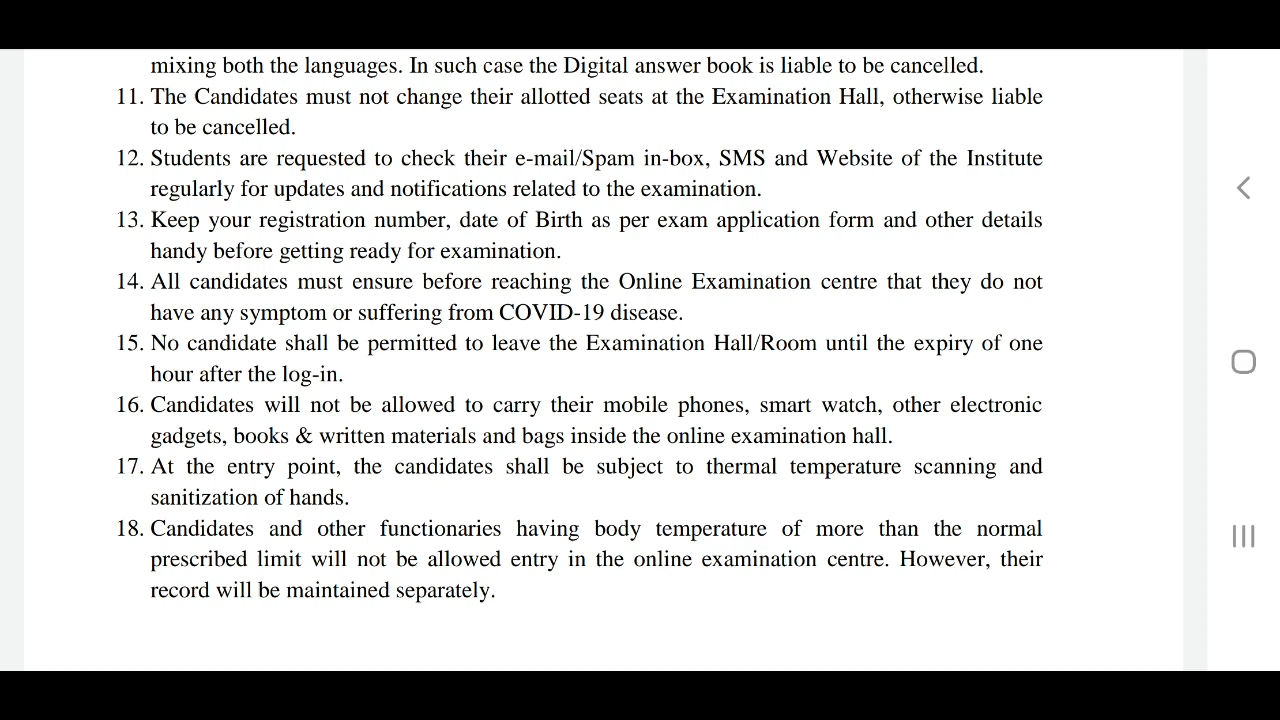 mixing both the languages. In such case the Digital answer book is liable to be cancelled.
11. The Candidates must not change their allotted seats at the Examination Hall, otherwise liable
to be cancelled.
12. Students are requested to check their e-mail/Spam in-box, SMS and Website of the Institute
regularly for updates and notifications related to the examination.
13. Keep your registration number, date of Birth as per exam application form and other details
handy before getting ready for examination.
14. All candidates must ensure before reaching the Online Examination centre that they do not
have any symptom or suffering from COVID-19 disease.
15. No candidate shall be permitted to leave the Examination Hall/Room until the expiry of one
hour after the log-in.
16. Candidates will not be allowed to carry their mobile phones, smart watch, other electronic
gadgets, books & written materials and bags inside the online examination hall.
17. At the entry point, the candidates shall be subject to thermal temperature scanning and
sanitization of hands.
18. Candidates and other functionaries having body temperature of more than the normal
prescribed limit will not be allowed entry in the online examination centre. However, their
record will be maintained separately.